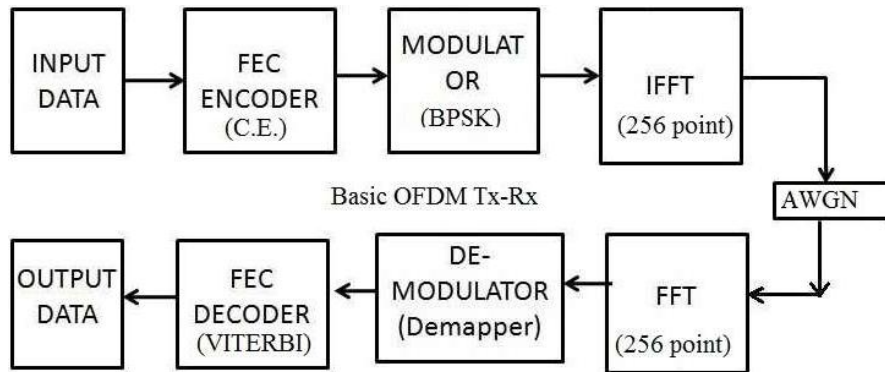 INPUT
DATA
FEC
ENCODER
(C.E.)
MODULAT
OR
(BPSK)
IFFT
(256 point)
Basic OFDM Tx-Rx
AWGN
OUTPUT
DATA
FEC
DECODER
(VITERBI)
DE-
MODULATOR
(Demapper)
FFT
(256 point)